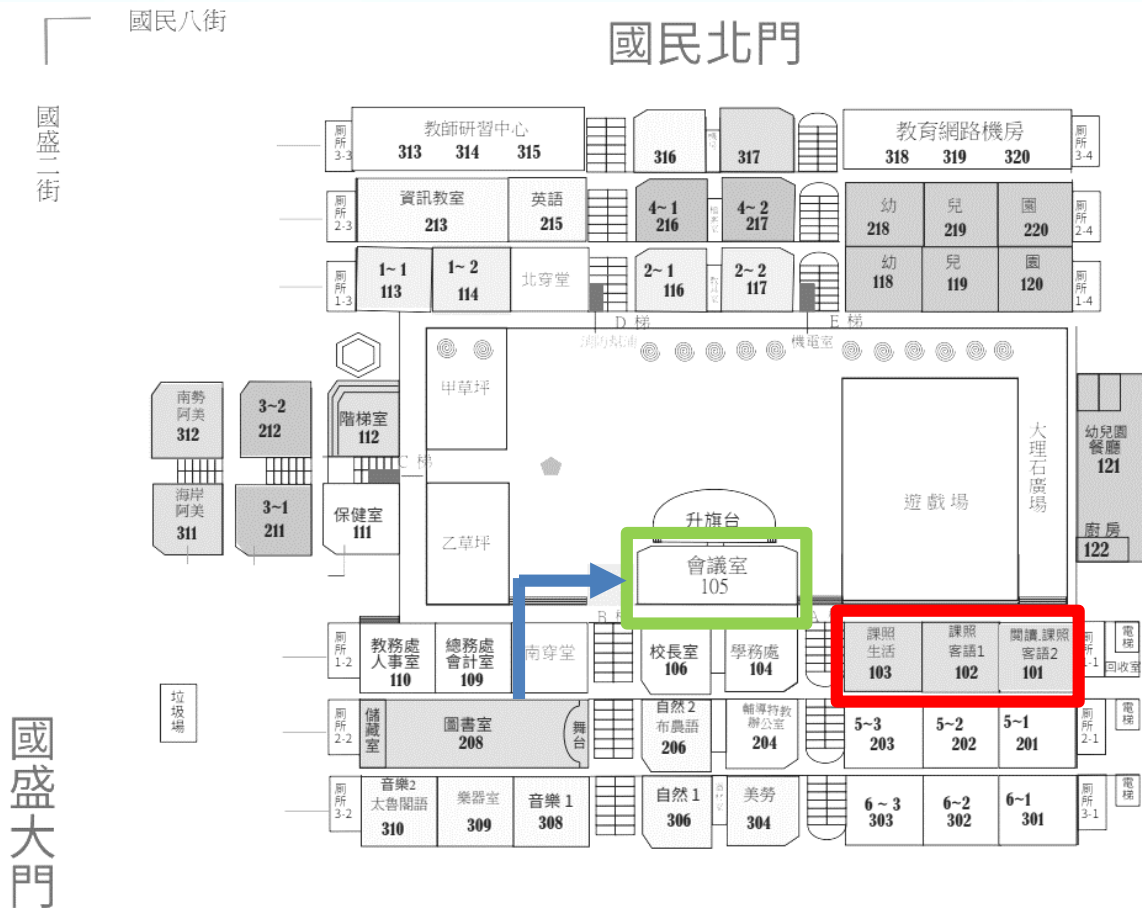 國民八街
國民北門
國盛二街
廁所3-3
教師研習中心
313 314 315
316
317
教育網路機房
318 319 320
廁所3-4
廁所2-3
資訊教室
213
英語
215
4~1
216
4~2
217
幼 兒 園
218 219 220
廁所2-4
廁所1-3
1~1
113
1~2
114
北穿堂
2~1
116
2~2
117
幼 兒 園
118 119 120
廁所1-4
D 梯
E 梯
機電室
甲草坪
南勢
阿美
312
3~2
212
階梯室
112
C 梯
大理石廣場
幼兒園
餐廳
121
海岸
阿美
311
3~1
211
保健室
111
乙草坪
升旗台
遊戲場
會議室
105
廚房
122
廁所1-2
教務處
人事室
110
總務處
會計室
109
南穿堂
校長室
106
學務處
104
課照
生活
103
課照
客語1
102
閱讀.課照
客語2
101
電梯
回收室
垃圾場
廁所2-2
儲藏室
圖書室
208
舞台
自然 2
布農語
206
輔導特教
辦公室
204
5~3
203
5~2
202
5~1
201
廁所2-1
電梯
國盛大門
廁所3-2
音樂2
太魯閣語
310
樂器室
309
音樂 1
308
自然 1
306
美勞
304
6 ~ 3
303
6~2
302
6~1
301
廁所3-1
電梯